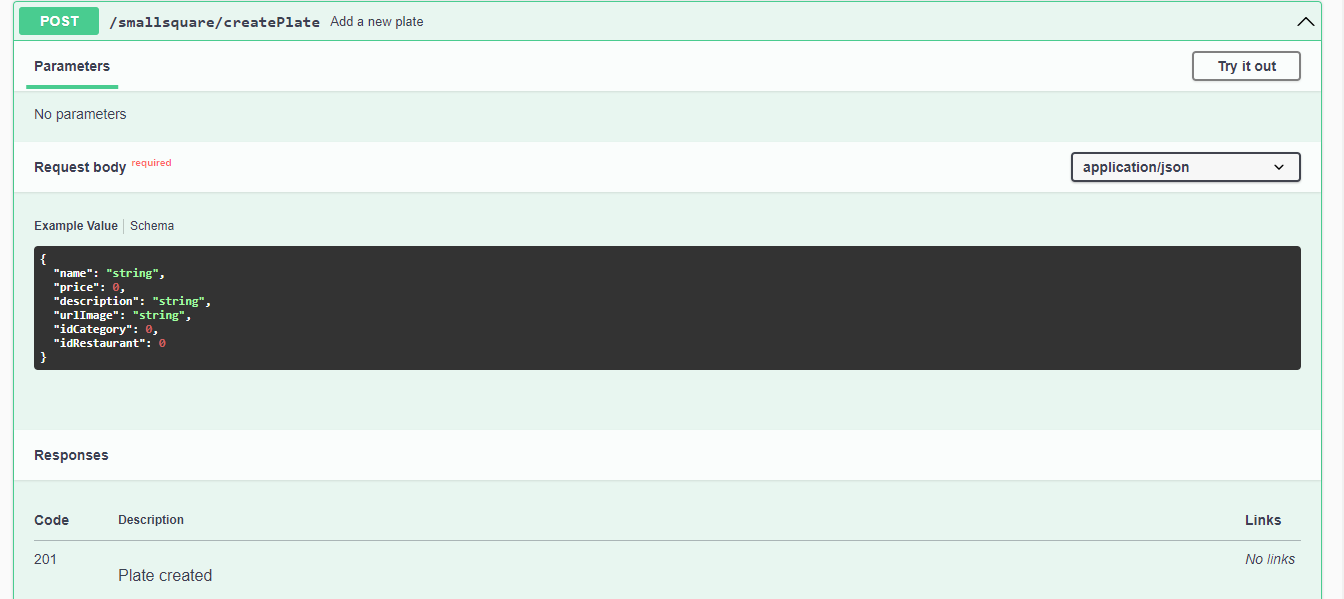 POST /smallsquare/createPlate Add a new plate
Parameters Try it out
No parameters
Request body required application/json
Example Value Schema
{
"name": "string",
"price": 0,
"description": "string",
"urlImage": "string",
"idCategory": 0,
"idRestaurant": 0
}
Responses
Code Description Links
201 No links
Plate created